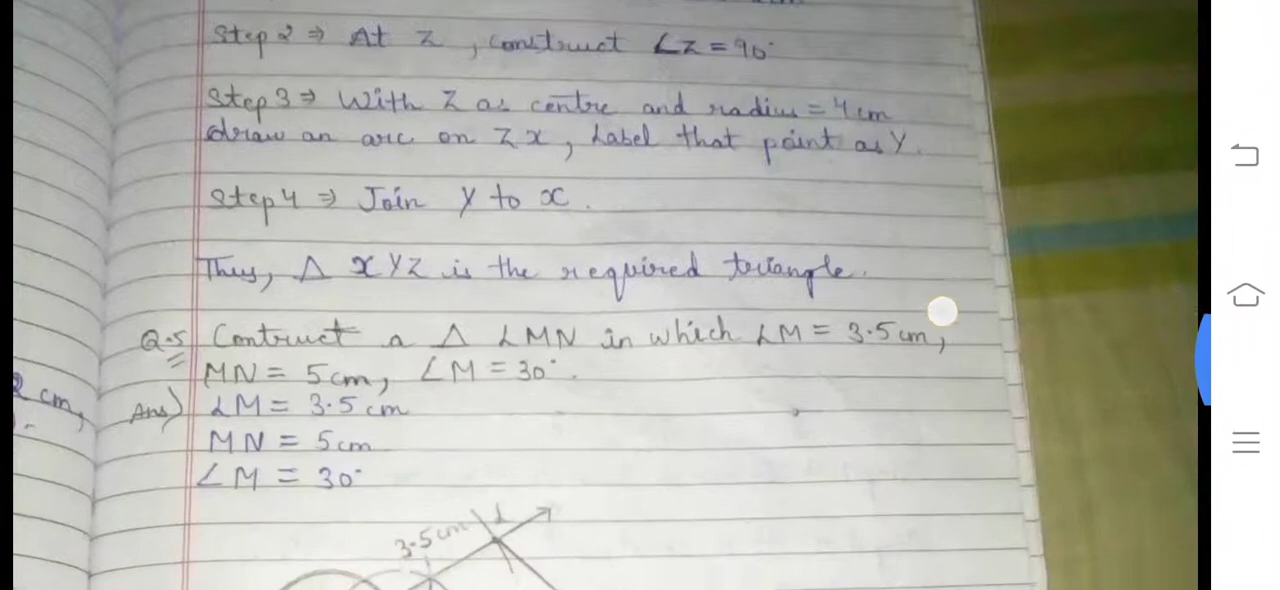 Step 2 ⇒ At Z, construct ∠Z = 90°
Step 3 ⇒ With Z as centre and radius = 4 cm
draw an arc on ZX, Label that point as Y.
Step 4 ⇒ Join Y to X.
Thus, Δ XYZ is the required triangle.
Q.5 Contruct a Δ LMN in which LM = 3.5 cm,
MN = 5 cm, ∠M = 30°.
2 cm,
Ans) LM = 3.5 cm
MN = 5 cm
∠M = 30°
3.5 cm
L